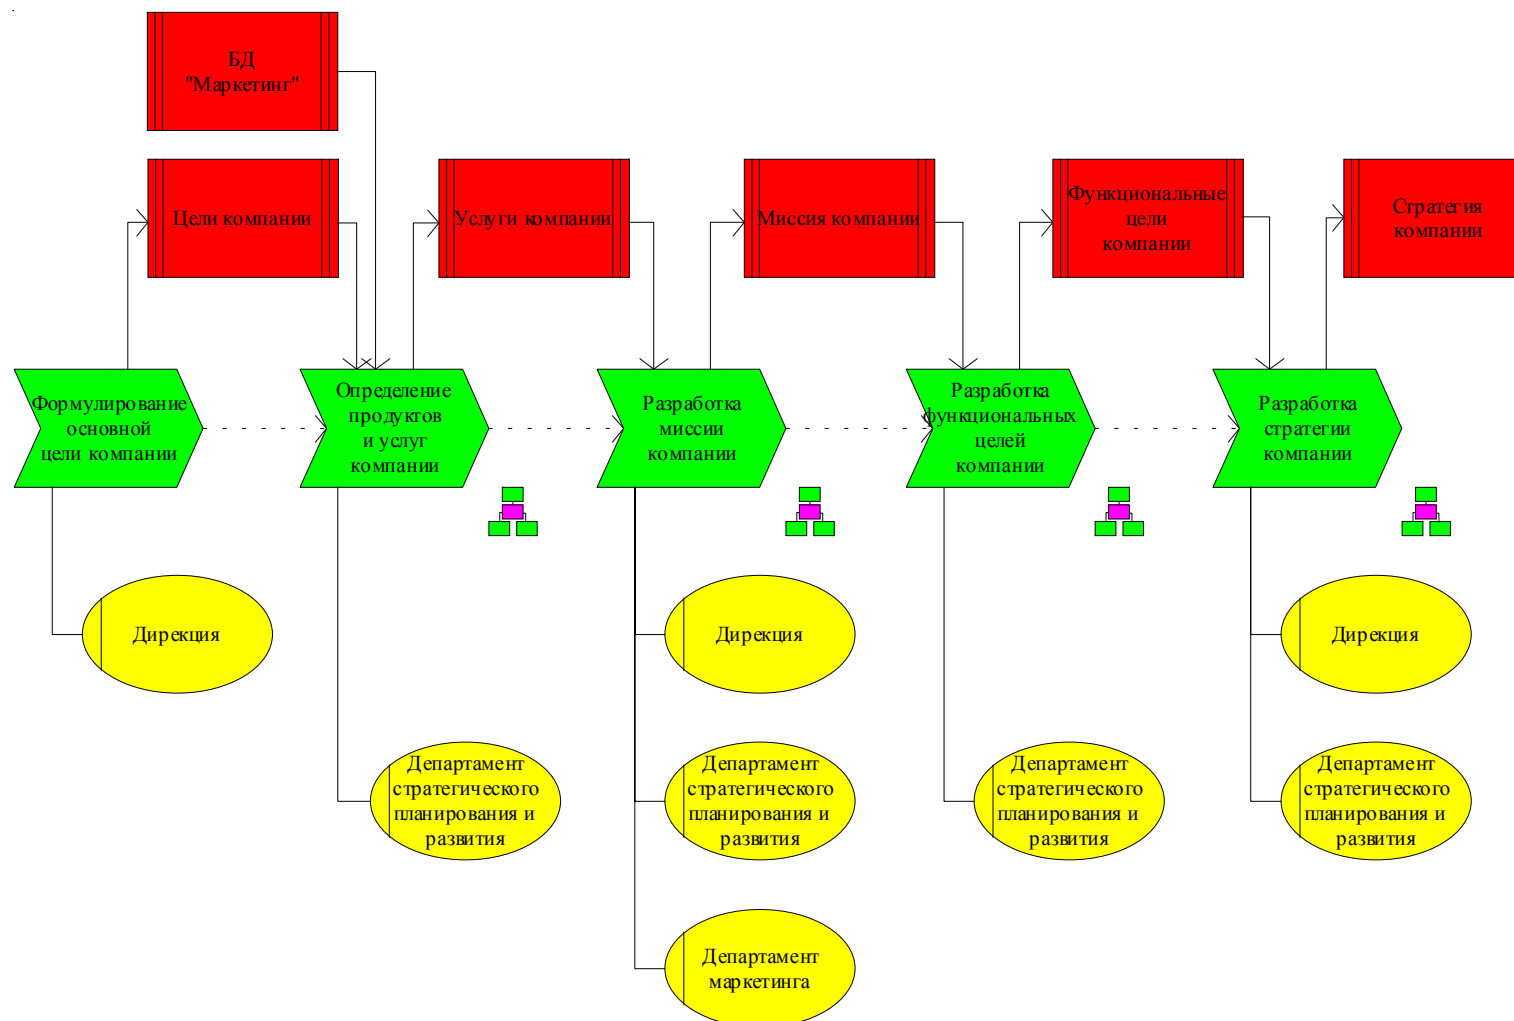 БД
"Маркетинг"
Цели компании
Услуги компании
Миссия компании
Функциональные
цели
компании
Стратегия
компании
Формулирование
основной
цели компании
Определение
продуктов
и услуг
компании
Разработка
миссии
компании
Разработка
функциональных
целей
компании
Разработка
стратегии
компании
Дирекция
Дирекция
Дирекция
Департамент
стратегического
планирования и
развития
Департамент
стратегического
планирования и
развития
Департамент
стратегического
планирования и
развития
Департамент
стратегического
планирования и
развития
Департамент
маркетинга